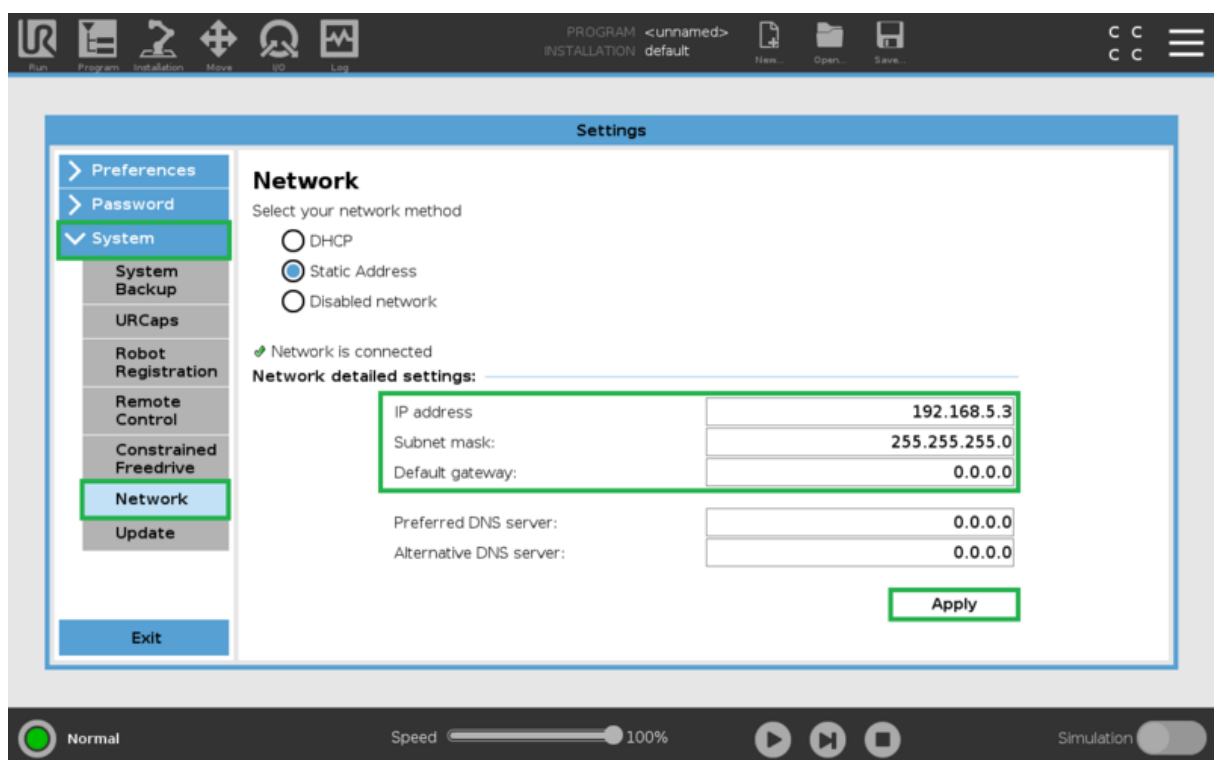 UR
PROGRAM <unnamed>
INSTALLATION default
C C
C C
Run Program Installation Move I/O Log New... Open... Save...
Settings
Preferences
Password
System
System
Backup
URCaps
Robot
Registration
Remote
Control
Constrained
Freedrive
Network
Update
Exit
Network
Select your network method
DHCP
Static Address
Disabled network
Network is connected
Network detailed settings:
IP address 192.168.5.3
Subnet mask: 255.255.255.0
Default gateway: 0.0.0.0
Preferred DNS server: 0.0.0.0
Alternative DNS server: 0.0.0.0
Apply
Normal Speed 100% Simulation